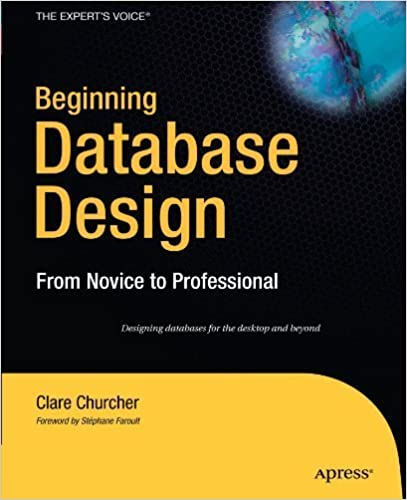 THE EXPERT'S VOICE®
Beginning
Database
Design
From Novice to Professional
Designing databases for the desktop and beyond
Clare Churcher
Foreword by Stéphane Faroult
Apress®